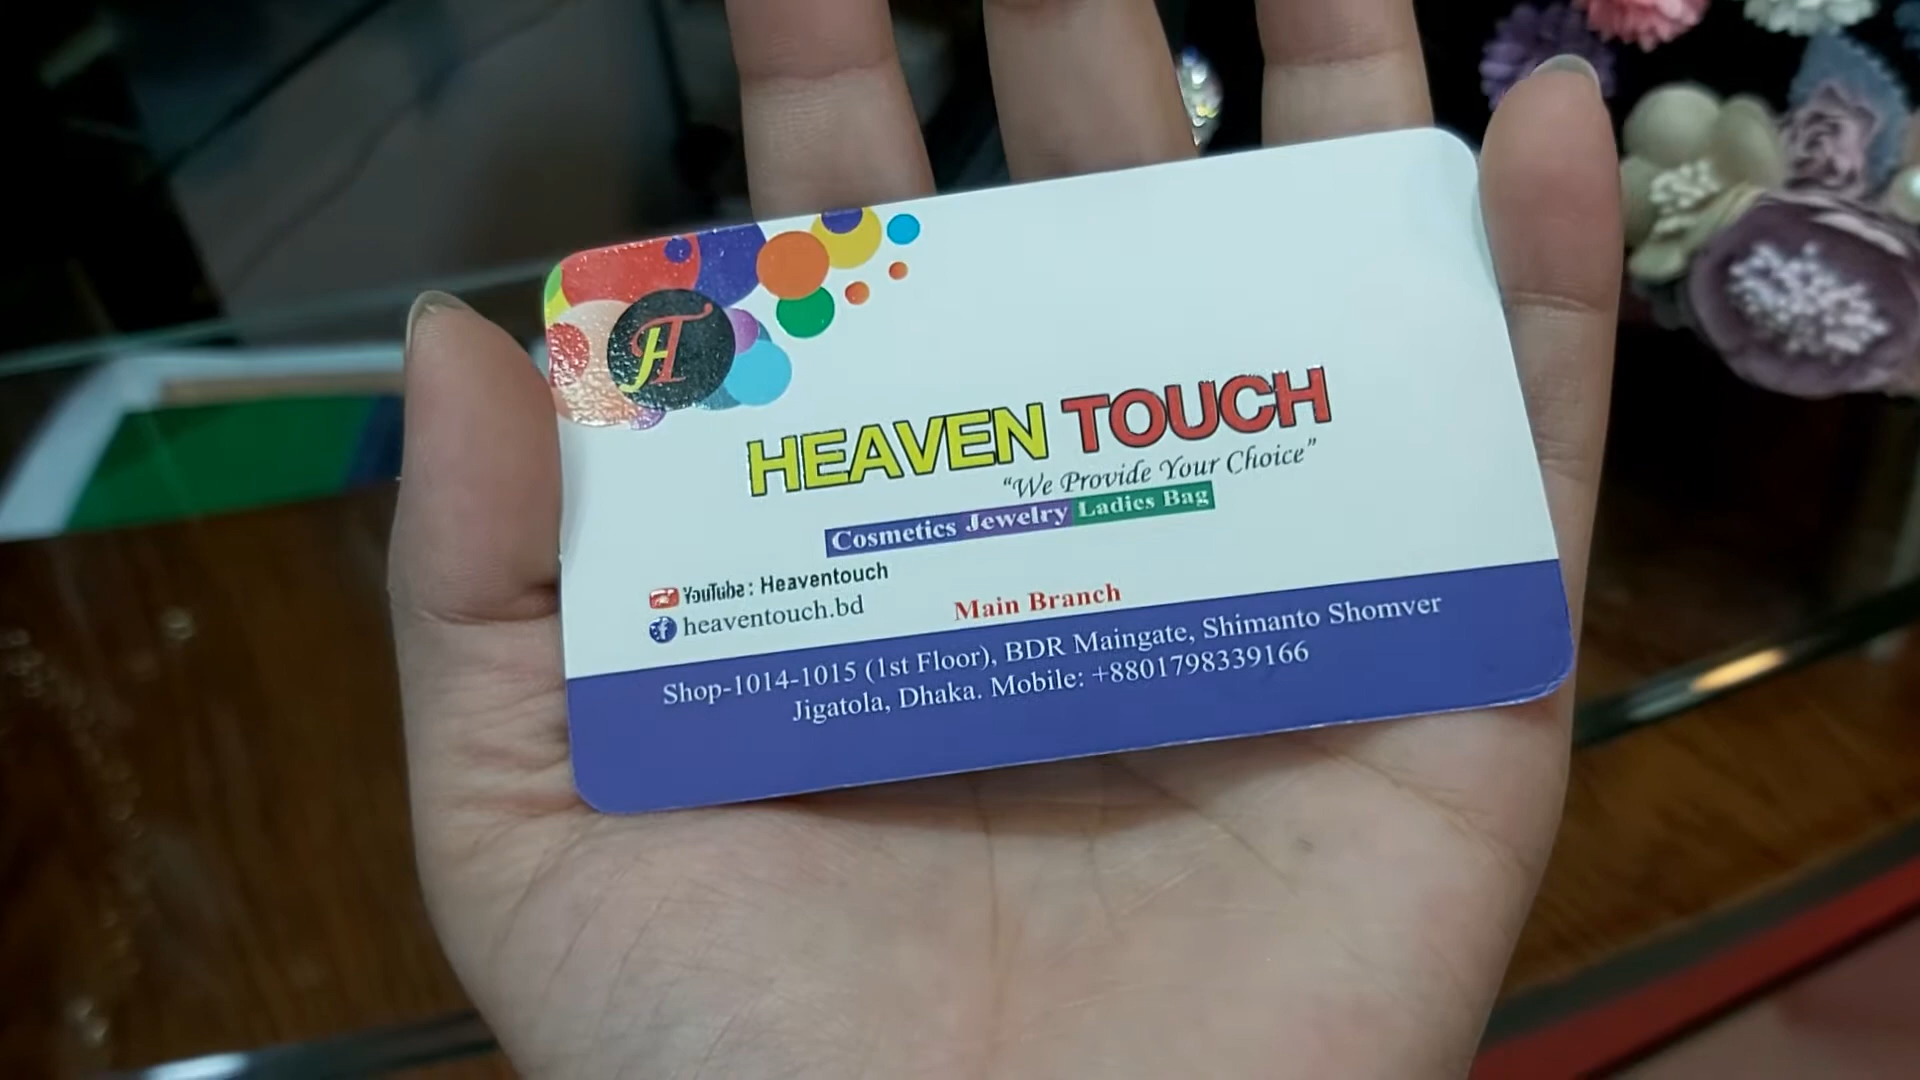 HT
HEAVEN TOUCH
“We Provide Your Choice”
Cosmetics Jewelry Ladies Bag
YouTube : Heaventouch
heaventouch.bd
Main Branch
Shop-1014-1015 (1st Floor), BDR Maingate, Shimanto Shomver
Jigatola, Dhaka. Mobile: +8801798339166